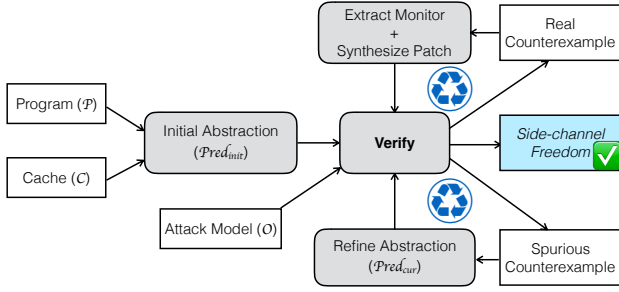 Extract Monitor
+
Synthesize Patch
Real
Counterexample
Program (P)
Initial Abstraction
(Pred_init)
Verify
Side-channel
Freedom
Cache (C)
Attack Model (O)
Refine Abstraction
(Pred_cur)
Spurious
Counterexample